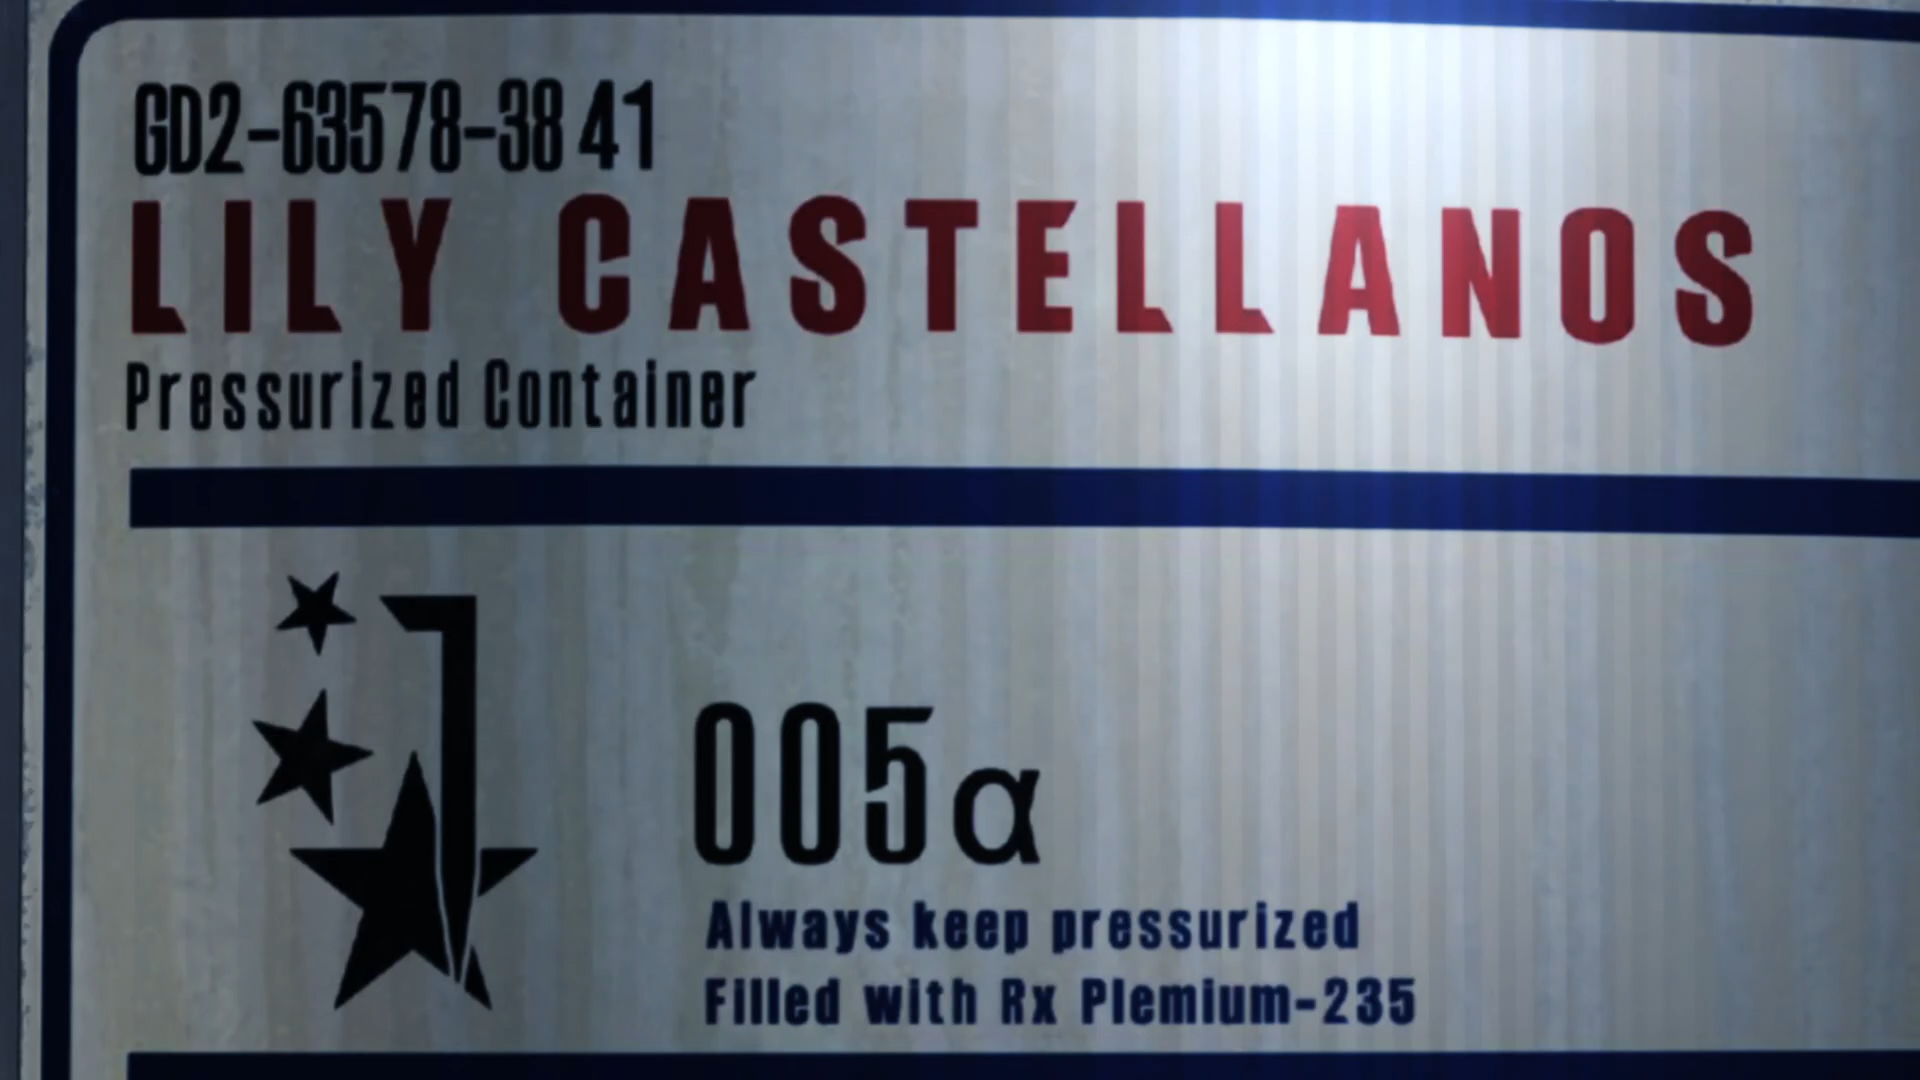 GD2-63578-38 41
LILY CASTELLANOS
Pressurized Container
005α
Always keep pressurized
Filled with Rx Plemium-235